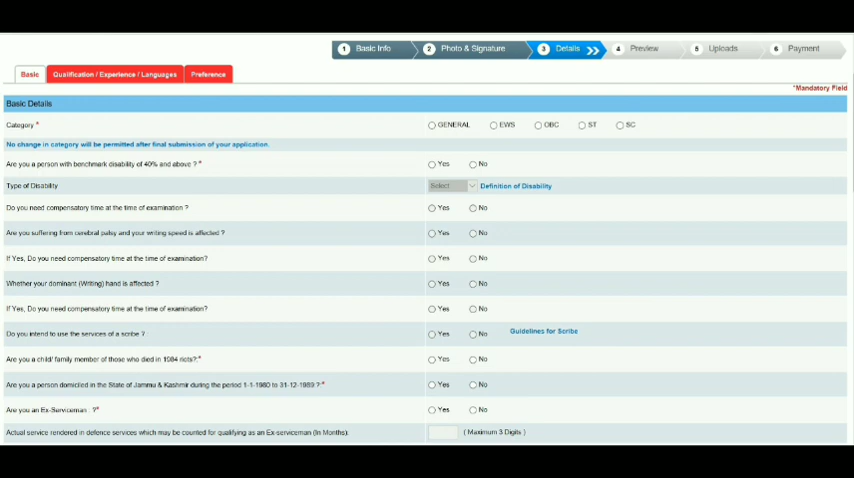 1 Basic Info 2 Photo & Signature 3 Details 4 Preview 5 Uploads 6 Payment
Basic Qualification / Experience / Languages Preference
*Mandatory Field
Basic Details
Category * GENERAL EWS OBC ST SC
No change in category will be permitted after final submission of your application.
Are you a person with benchmark disability of 40% and above ? * Yes No
Type of Disability Select Definition of Disability
Do you need compensatory time at the time of examination ? Yes No
Are you suffering from cerebral palsy and your writing speed is affected ? Yes No
If Yes, Do you need compensatory time at the time of examination? Yes No
Whether your dominant (Writing) hand is affected ? Yes No
If Yes, Do you need compensatory time at the time of examination? Yes No
Do you intend to use the services of a scribe ? Yes No Guidelines for Scribe
Are you a child/ family member of those who died in 1984 riots?:* Yes No
Are you a person domiciled in the State of Jammu & Kashmir during the period 1-1-1980 to 31-12-1989 ?:* Yes No
Are you an Ex-Serviceman ?* Yes No
Actual service rendered in defence services which may be counted for qualifying as an Ex-serviceman (In Months): ( Maximum 3 Digits )